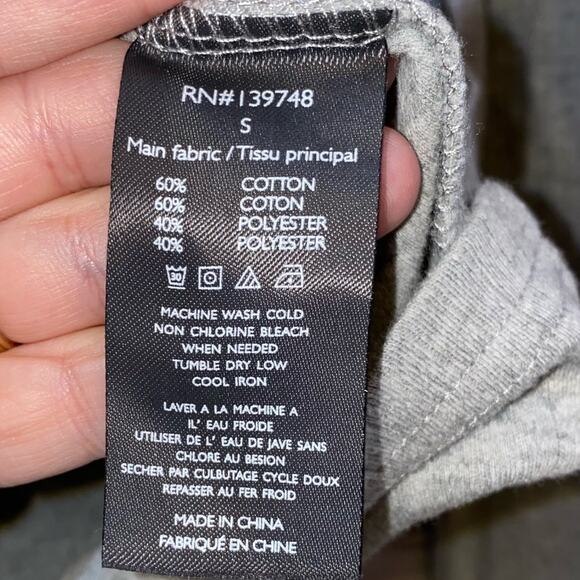 RN#139748
S
Main fabric / Tissu principal
60% COTTON
60% COTON
40% POLYESTER
40% POLYESTER
30
MACHINE WASH COLD
NON CHLORINE BLEACH
WHEN NEEDED
TUMBLE DRY LOW
COOL IRON
LAVER A LA MACHINE A
IL' EAU FROIDE
UTILISER DE L' EAU DE JAVE SANS
CHLORE AU BESION
SECHER PAR CULBUTAGE CYCLE DOUX
REPASSER AU FER FROID
MADE IN CHINA
FABRIQUÉ EN CHINE